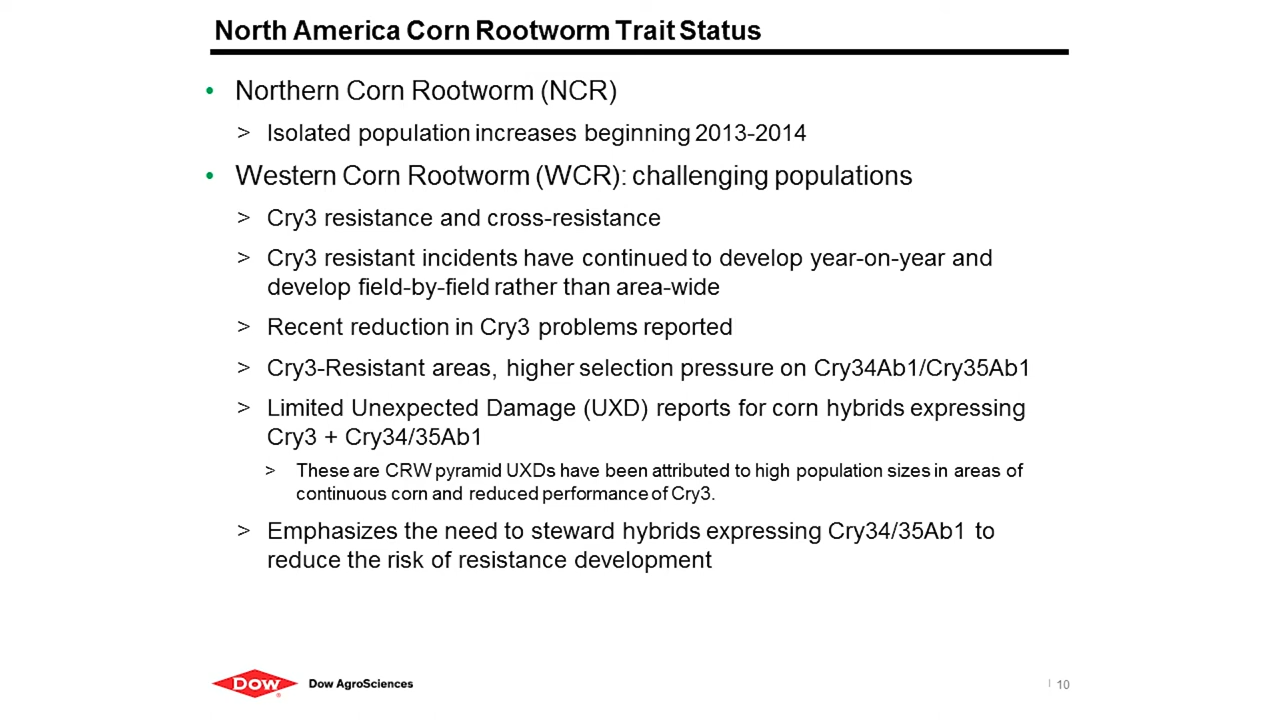 North America Corn Rootworm Trait Status
• Northern Corn Rootworm (NCR)
> Isolated population increases beginning 2013-2014
• Western Corn Rootworm (WCR): challenging populations
> Cry3 resistance and cross-resistance
> Cry3 resistant incidents have continued to develop year-on-year and
develop field-by-field rather than area-wide
> Recent reduction in Cry3 problems reported
> Cry3-Resistant areas, higher selection pressure on Cry34Ab1/Cry35Ab1
> Limited Unexpected Damage (UXD) reports for corn hybrids expressing
Cry3 + Cry34/35Ab1
> These are CRW pyramid UXDs have been attributed to high population sizes in areas of
continuous corn and reduced performance of Cry3.
> Emphasizes the need to steward hybrids expressing Cry34/35Ab1 to
reduce the risk of resistance development
Dow ® Dow AgroSciences
| 10